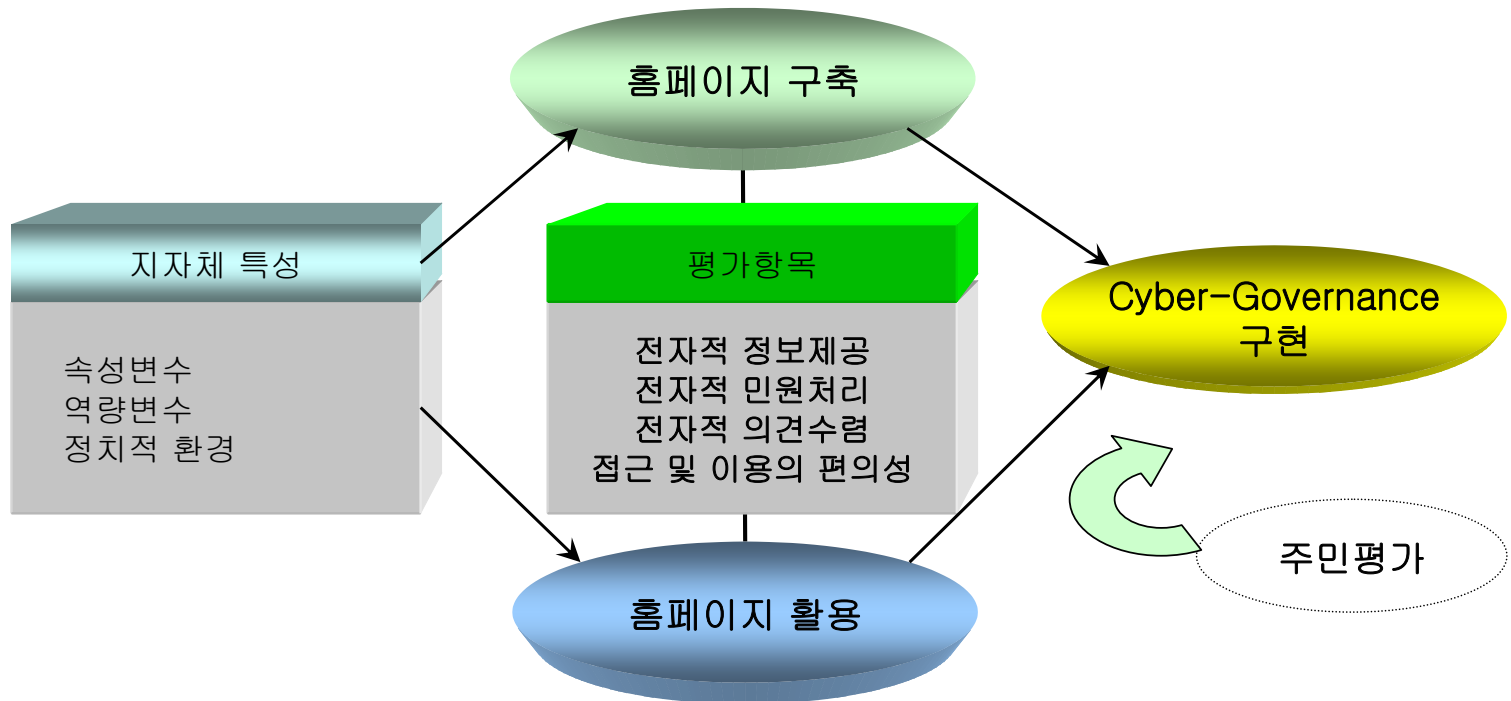 홈페이지 구축
지자체 특성
속성변수
역량변수
정치적 환경
평가항목
전자적 정보제공
전자적 민원처리
전자적 의견수렴
접근 및 이용의 편의성
Cyber-Governance
구현
주민평가
홈페이지 활용